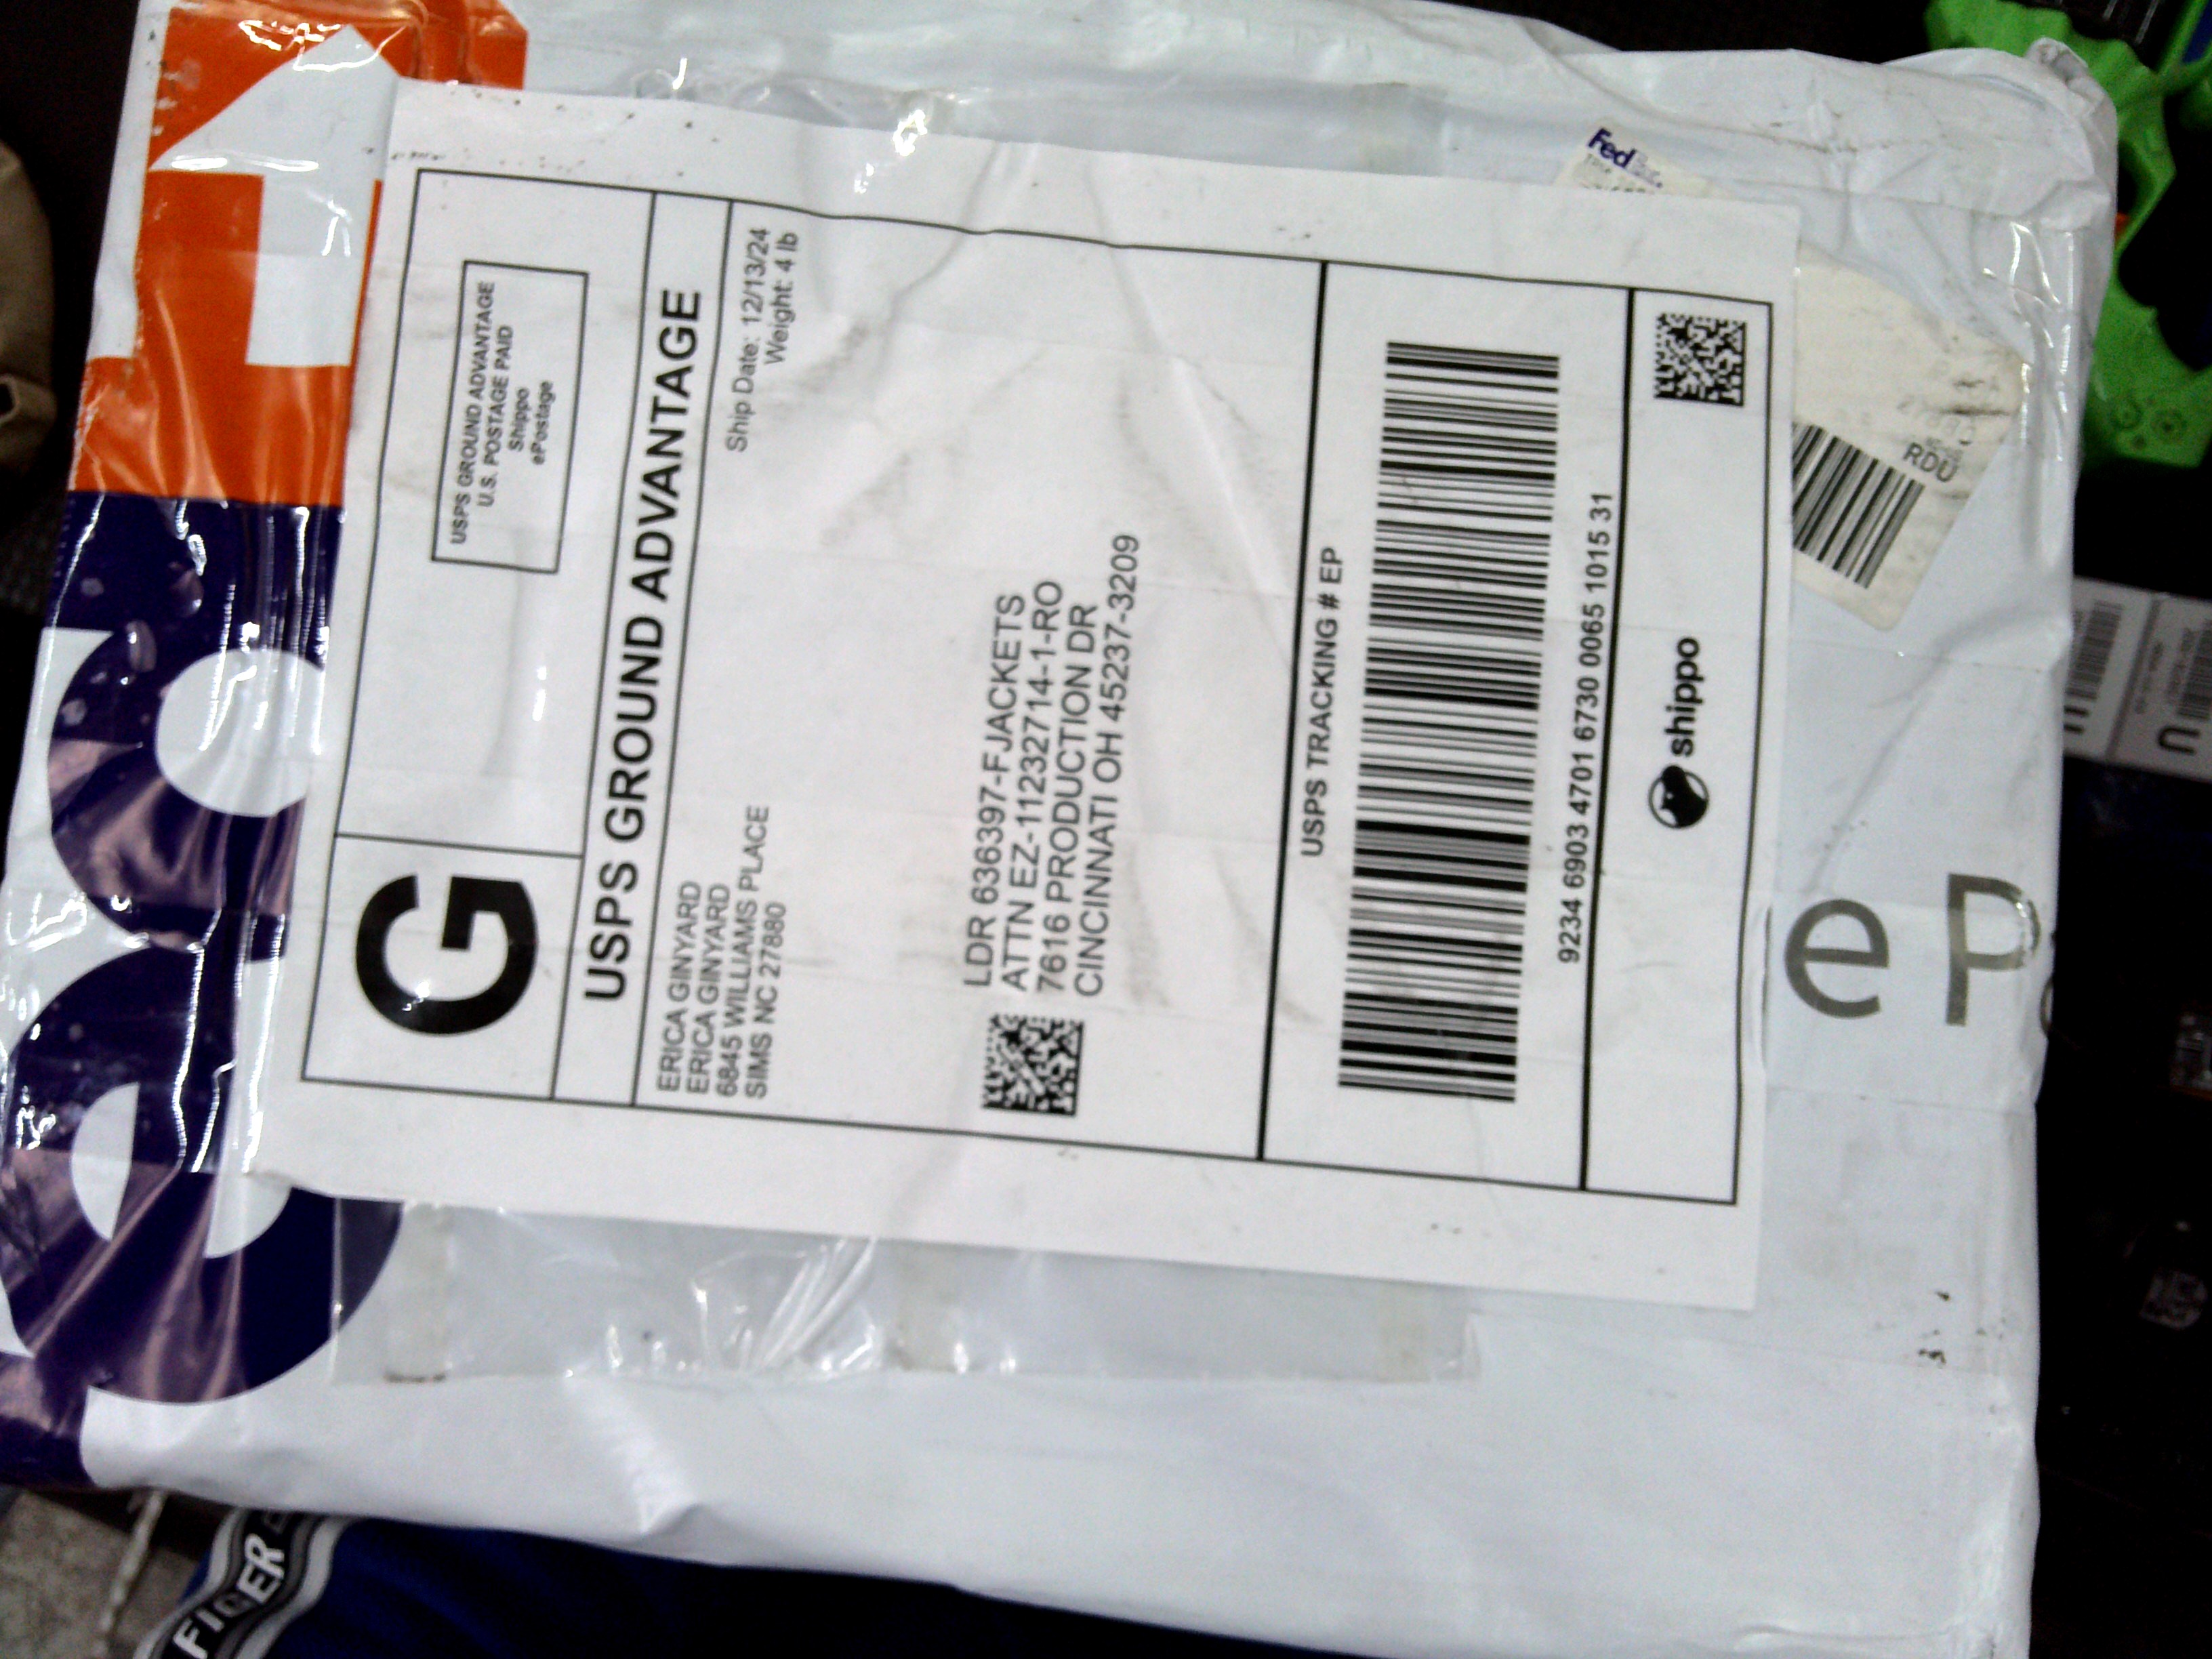 G
USPS GROUND ADVANTAGE
U.S. POSTAGE PAID
Shippo
ePostage
USPS GROUND ADVANTAGE
Ship Date: 12/13/24
Weight: 4 lb
ERICA GINYARD
ERICA GINYARD
6845 WILLIAMS PLACE
SIMS NC 27880
LDR 636397-FJACKETS
ATTN EZ-11232714-1-RO
7616 PRODUCTION DR
CINCINNATI OH 45237-3209
USPS TRACKING # EP
9234 6903 4701 6730 0065 1015 31
shippo
FedEx
RDU
eP
U